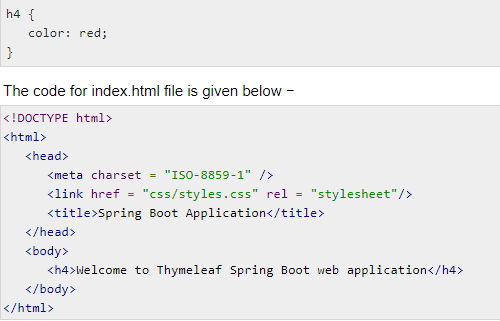 h4 {
   color: red;
}
The code for index.html file is given below −
<!DOCTYPE html>
<html>
   <head>
      <meta charset = "ISO-8859-1" />
      <link href = "css/styles.css" rel = "stylesheet"/>
      <title>Spring Boot Application</title>
   </head>
   <body>
      <h4>Welcome to Thymeleaf Spring Boot web application</h4>
   </body>
</html>